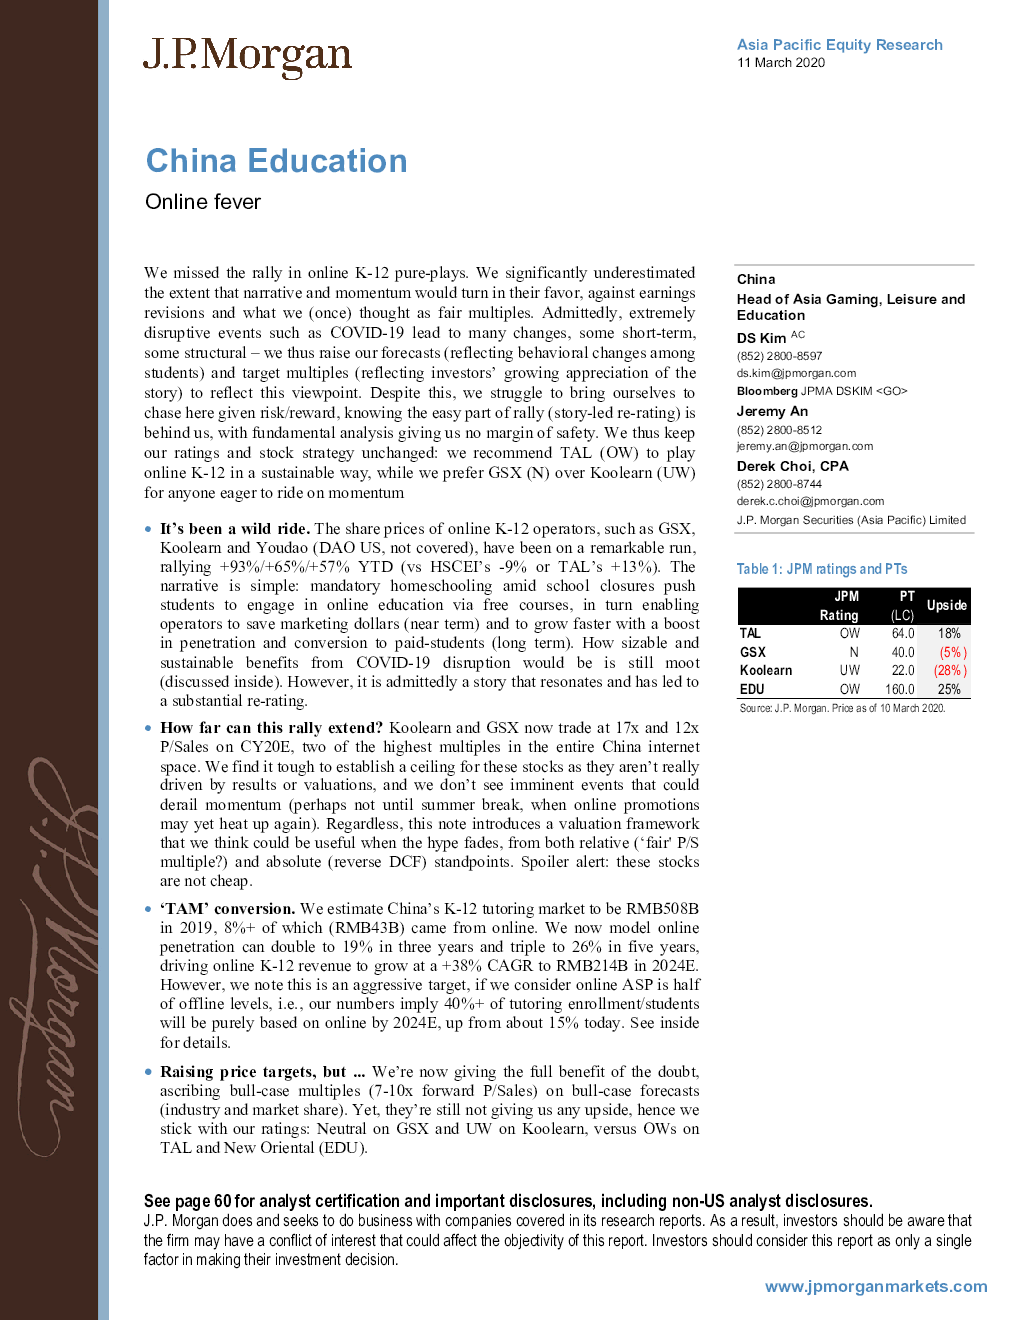 J.P.Morgan
Asia Pacific Equity Research
11 March 2020
China Education
Online fever
We missed the rally in online K-12 pure-plays. We significantly underestimated
the extent that narrative and momentum would turn in their favor, against earnings
revisions and what we (once) thought as fair multiples. Admittedly, extremely
disruptive events such as COVID-19 lead to many changes, some short-term,
some structural – we thus raise our forecasts (reflecting behavioral changes among
students) and target multiples (reflecting investors' growing appreciation of the
story) to reflect this viewpoint. Despite this, we struggle to bring ourselves to
chase here given risk/reward, knowing the easy part of rally (story-led re-rating) is
behind us, with fundamental analysis giving us no margin of safety. We thus keep
our ratings and stock strategy unchanged: we recommend TAL (OW) to play
online K-12 in a sustainable way, while we prefer GSX (N) over Koolearn (UW)
for anyone eager to ride on momentum
• It's been a wild ride. The share prices of online K-12 operators, such as GSX,
Koolearn and Youdao (DAO US, not covered), have been on a remarkable run,
rallying +93%/+65%/+57% YTD (vs HSCEI's -9% or TAL's +13%). The
narrative is simple: mandatory homeschooling amid school closures push
students to engage in online education via free courses, in turn enabling
operators to save marketing dollars (near term) and to grow faster with a boost
in penetration and conversion to paid-students (long term). How sizable and
sustainable benefits from COVID-19 disruption would be is still moot
(discussed inside). However, it is admittedly a story that resonates and has led to
a substantial re-rating.
• How far can this rally extend? Koolearn and GSX now trade at 17x and 12x
P/Sales on CY20E, two of the highest multiples in the entire China internet
space. We find it tough to establish a ceiling for these stocks as they aren't really
driven by results or valuations, and we don't see imminent events that could
derail momentum (perhaps not until summer break, when online promotions
may yet heat up again). Regardless, this note introduces a valuation framework
that we think could be useful when the hype fades, from both relative ('fair' P/S
multiple?) and absolute (reverse DCF) standpoints. Spoiler alert: these stocks
are not cheap.
• 'TAM' conversion. We estimate China's K-12 tutoring market to be RMB508B
in 2019, 8%+ of which (RMB43B) came from online. We now model online
penetration can double to 19% in three years and triple to 26% in five years,
driving online K-12 revenue to grow at a +38% CAGR to RMB214B in 2024E.
However, we note this is an aggressive target, if we consider online ASP is half
of offline levels, i.e., our numbers imply 40%+ of tutoring enrollment/students
will be purely based on online by 2024E, up from about 15% today. See inside
for details.
• Raising price targets, but ... We're now giving the full benefit of the doubt,
ascribing bull-case multiples (7-10x forward P/Sales) on bull-case forecasts
(industry and market share). Yet, they're still not giving us any upside, hence we
stick with our ratings: Neutral on GSX and UW on Koolearn, versus OWs on
TAL and New Oriental (EDU).
China
Head of Asia Gaming, Leisure and
Education
DS Kim AC
(852) 2800-8597
ds.kim@jpmorgan.com
Bloomberg JPMA DSKIM <GO>
Jeremy An
(852) 2800-8512
jeremy.an@jpmorgan.com
Derek Choi, CPA
(852) 2800-8744
derek.c.choi@jpmorgan.com
J.P. Morgan Securities (Asia Pacific) Limited
Table 1: JPM ratings and PTs
JPM PT Upside
Rating (LC)
TAL OW 64.0 18%
GSX N 40.0 (5%)
Koolearn UW 22.0 (28%)
EDU OW 160.0 25%
Source: J.P. Morgan. Price as of 10 March 2020.
J.P.Morgan
See page 60 for analyst certification and important disclosures, including non-US analyst disclosures.
J.P. Morgan does and seeks to do business with companies covered in its research reports. As a result, investors should be aware that
the firm may have a conflict of interest that could affect the objectivity of this report. Investors should consider this report as only a single
factor in making their investment decision.
www.jpmorganmarkets.com